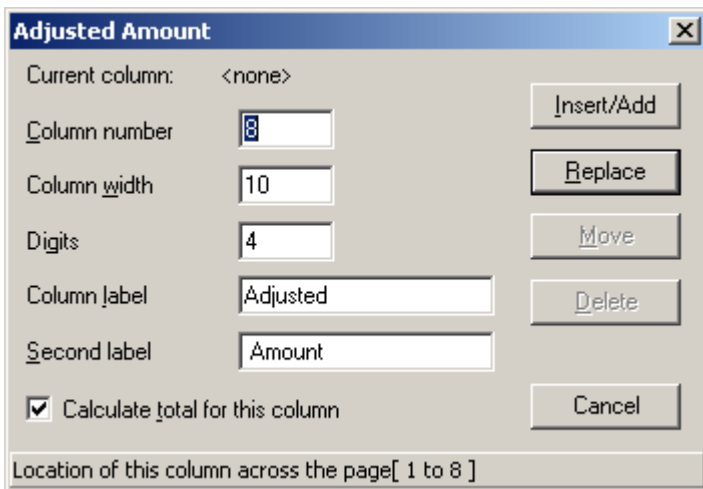 Adjusted Amount
Current column: <none>
Insert/Add
Column number 8
Replace
Column width 10
Digits 4
Move
Column label Adjusted
Delete
Second label Amount
Calculate total for this column
Cancel
Location of this column across the page[ 1 to 8 ]